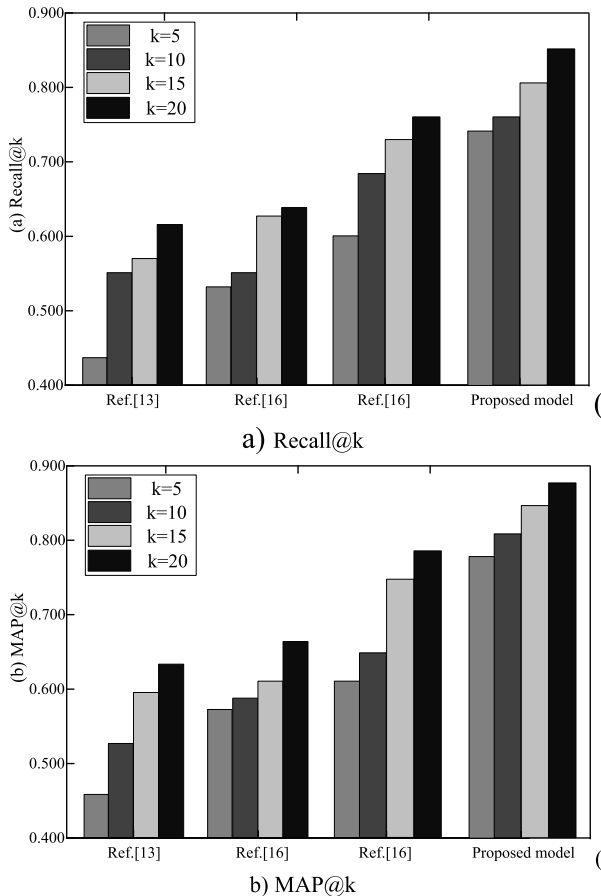 0.900
0.800
0.700
0.600
0.500
0.400
(a) Recall@k
k=5
k=10
k=15
k=20
Ref.[13] Ref.[16] Ref.[16] Proposed model
(
a) Recall@k
0.900
0.800
0.700
0.600
0.500
0.400
(b) MAP@k
k=5
k=10
k=15
k=20
Ref.[13] Ref.[16] Ref.[16] Proposed model
(
b) MAP@k